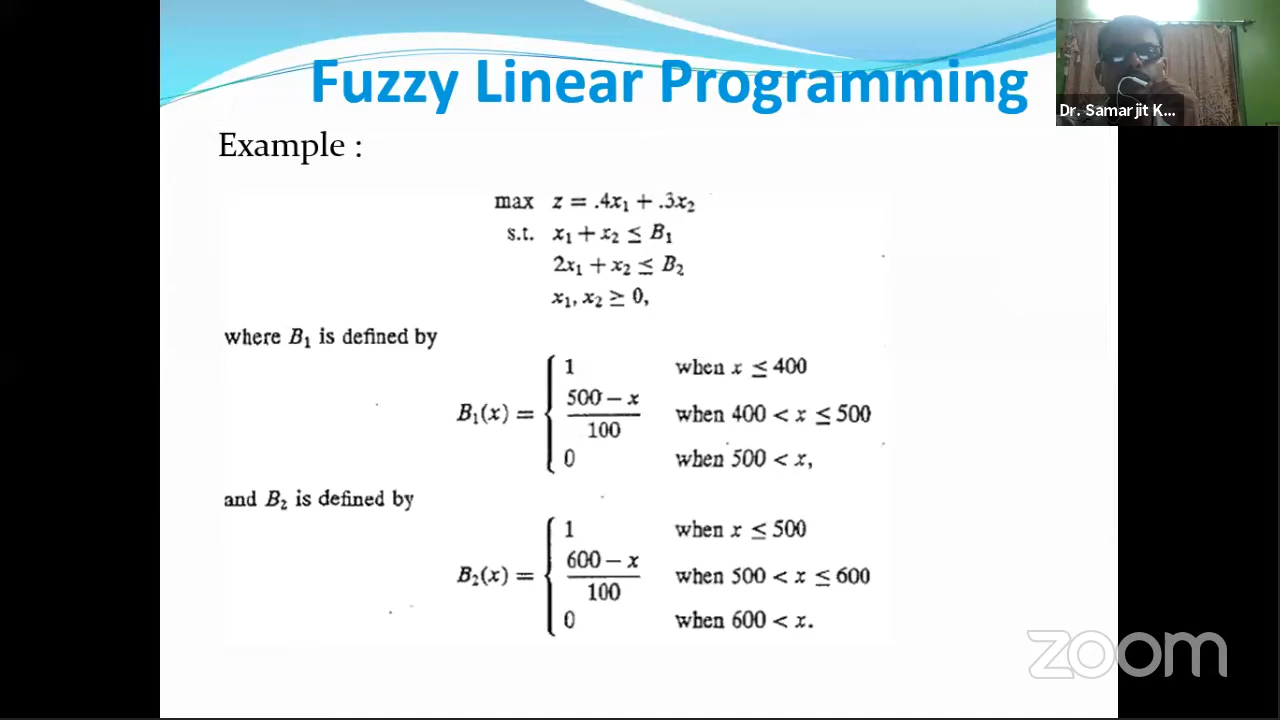 Fuzzy Linear Programming
Dr. Samarjit K...
Example :
max z = .4x₁ + .3x₂
s.t. x₁ + x₂ ≤ B₁
2x₁ + x₂ ≤ B₂
x₁, x₂ ≥ 0,
where B₁ is defined by
B₁(x) = { 1 when x ≤ 400
500 − x / 100 when 400 < x ≤ 500
0 when 500 < x,
and B₂ is defined by
B₂(x) = { 1 when x ≤ 500
600 − x / 100 when 500 < x ≤ 600
0 when 600 < x.
zoom